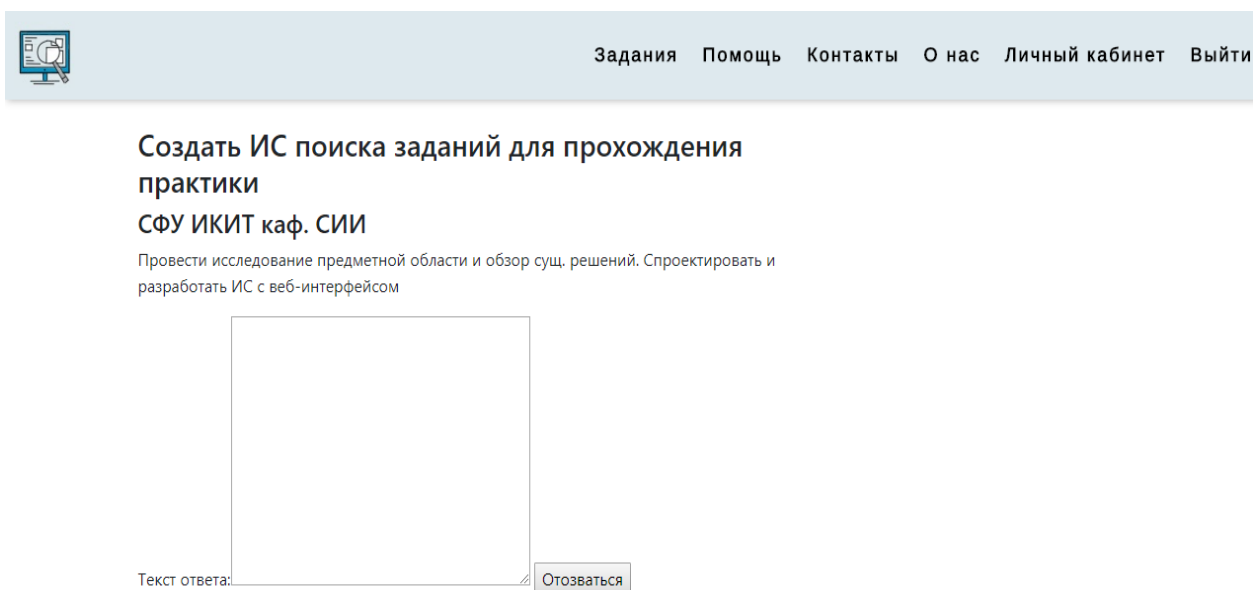 Задания Помощь Контакты О нас Личный кабинет Выйти
Создать ИС поиска заданий для прохождения
практики
СФУ ИКИТ каф. СИИ
Провести исследование предметной области и обзор сущ. решений. Спроектировать и
разработать ИС с веб-интерфейсом
Текст ответа: Отозваться